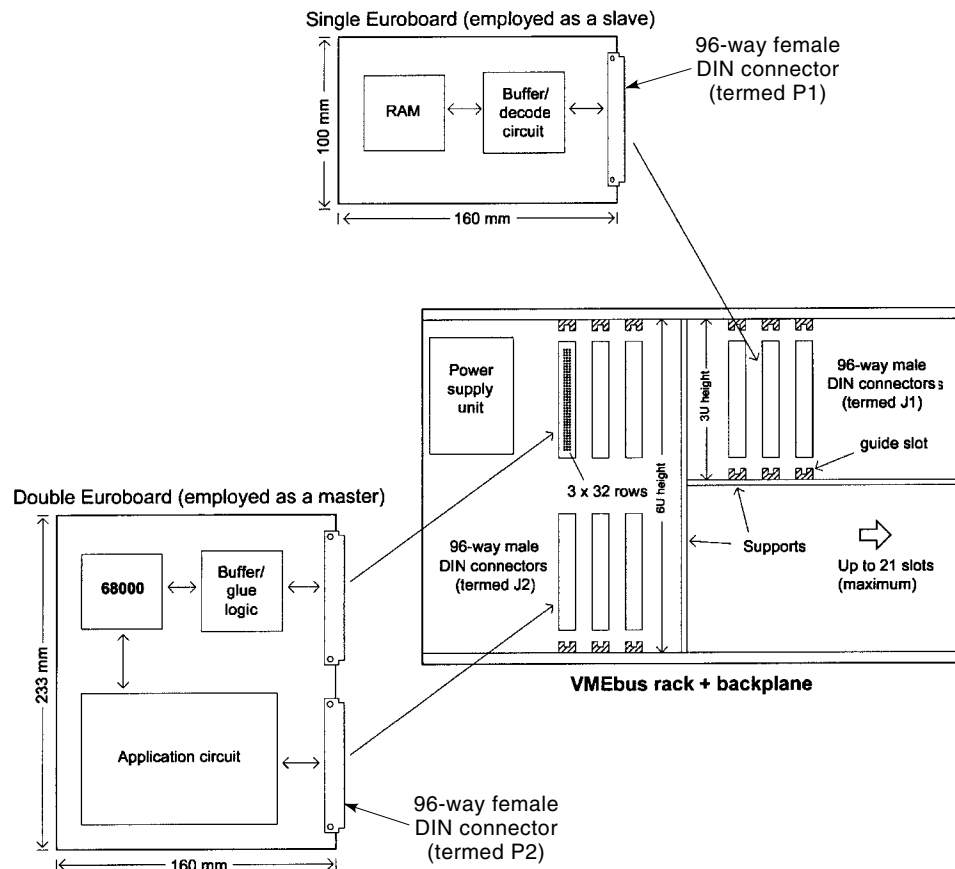 Single Euroboard (employed as a slave)
96-way female
DIN connector
(termed P1)
RAM
Buffer/
decode
circuit
100 mm
160 mm
Power
supply
unit
3 x 32 rows
6U height
3U height
96-way male
DIN connectors
(termed J1)
guide slot
96-way male
DIN connectors
(termed J2)
Supports
Up to 21 slots
(maximum)
VMEbus rack + backplane
Double Euroboard (employed as a master)
68000
Buffer/
glue
logic
233 mm
Application circuit
160 mm
96-way female
DIN connector
(termed P2)